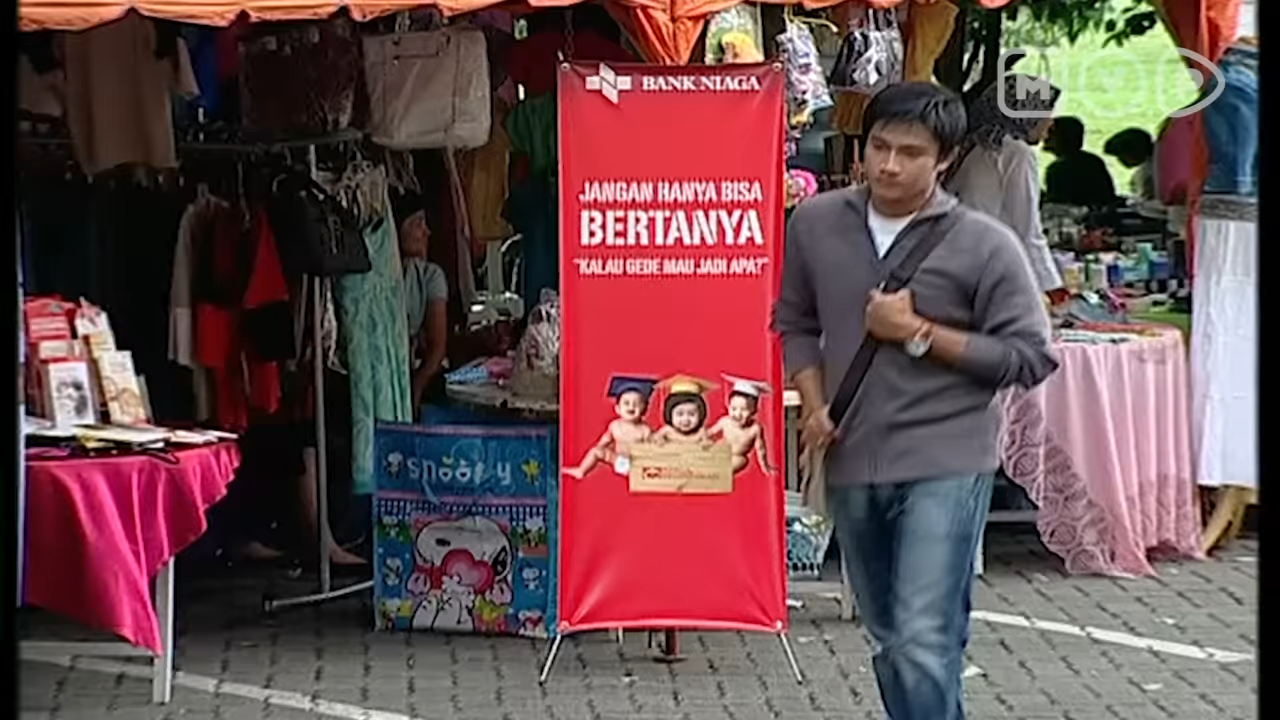 BANK NIAGA
JANGAN HANYA BISA
BERTANYA
"KALAU GEDE MAU JADI APA?"
snoopy